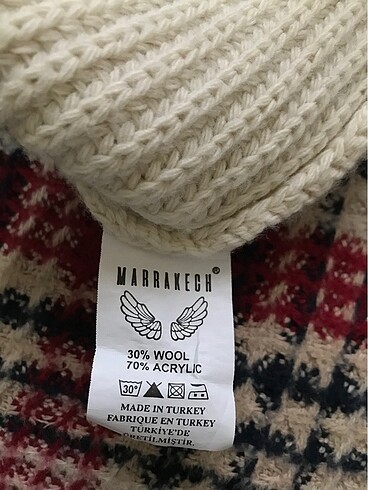 MARRAKECH®
30% WOOL
70% ACRYLIC
30°
MADE IN TURKEY
FABRIQUE EN TURKEY
TÜRKİYE'DE
ÜRETİLMİŞTİR.